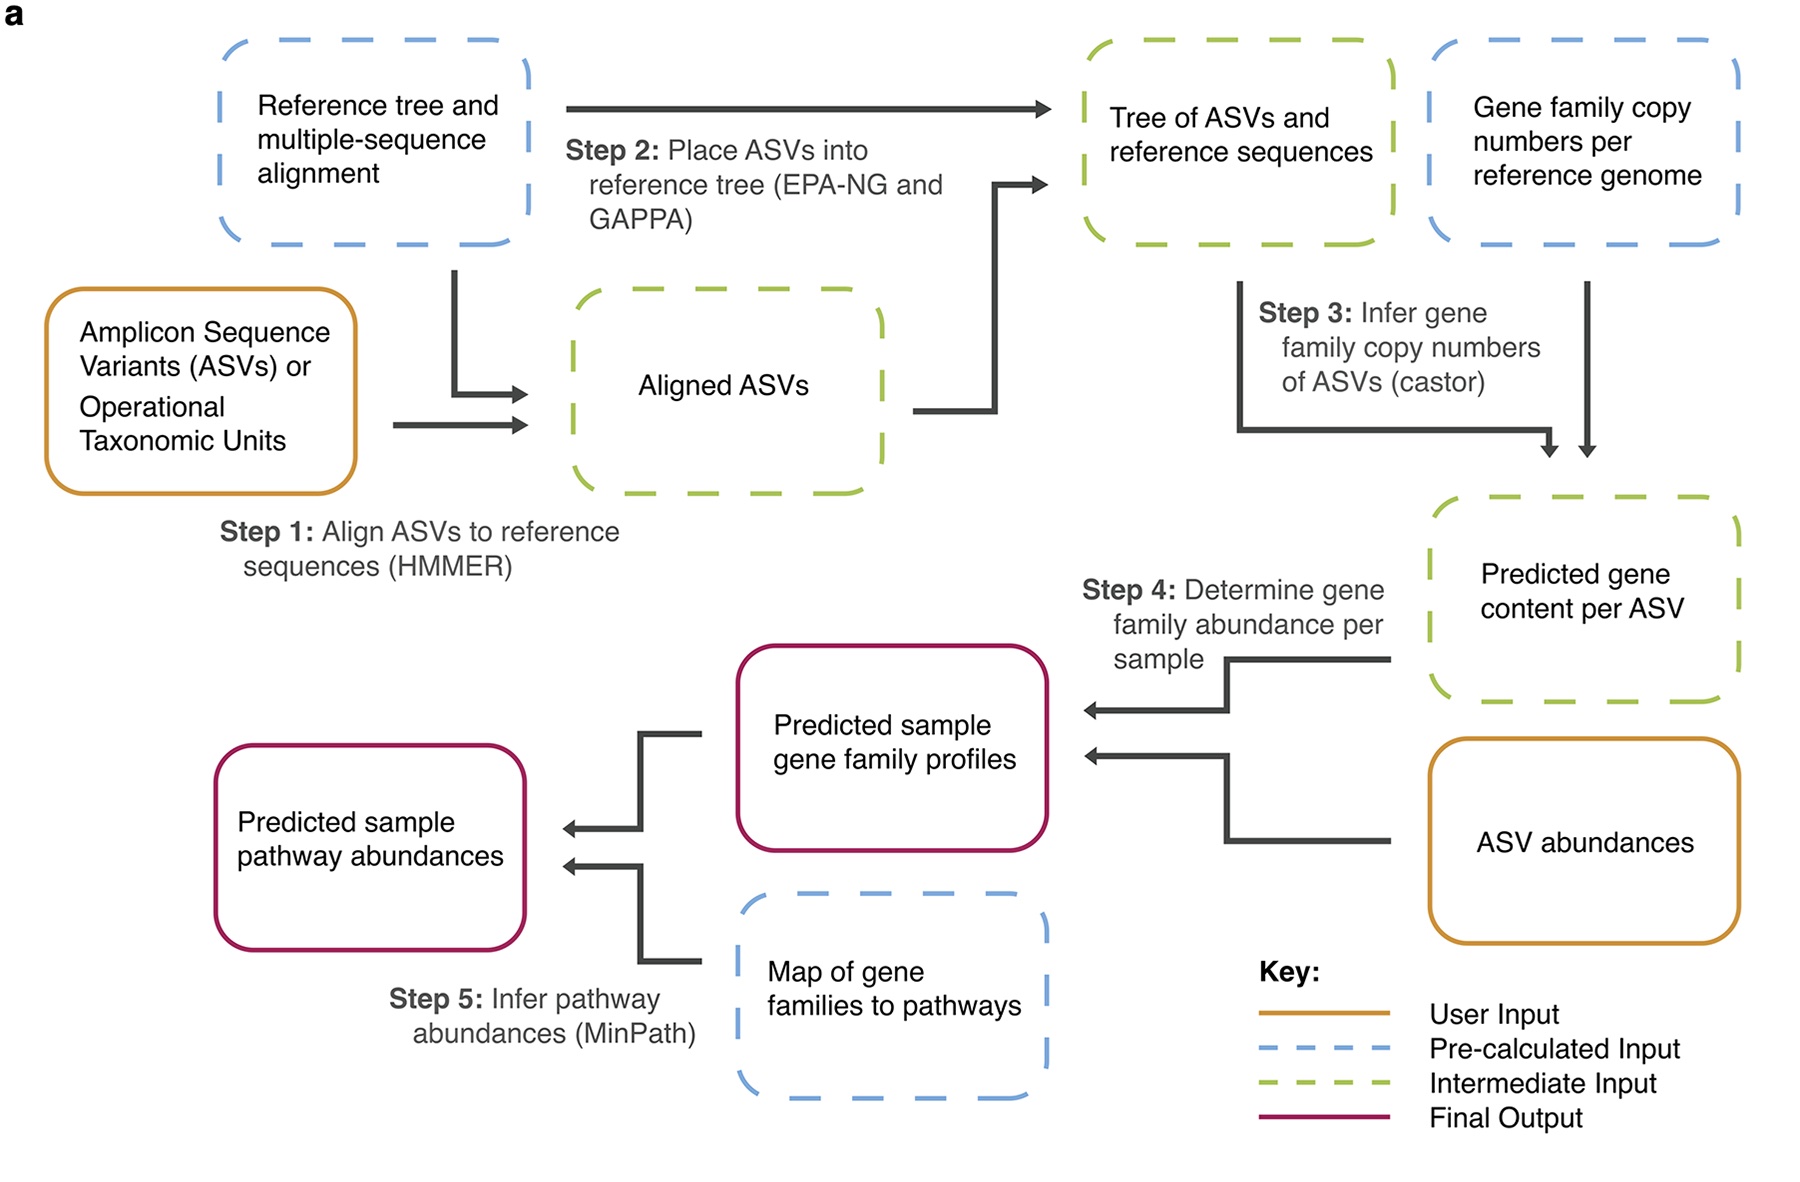 a
Reference tree and
multiple-sequence
alignment
Step 2: Place ASVs into
reference tree (EPA-NG and
GAPPA)
Tree of ASVs and
reference sequences
Gene family copy
numbers per
reference genome
Amplicon Sequence
Variants (ASVs) or
Operational
Taxonomic Units
Aligned ASVs
Step 3: Infer gene
family copy numbers
of ASVs (castor)
Step 1: Align ASVs to reference
sequences (HMMER)
Predicted gene
content per ASV
Step 4: Determine gene
family abundance per
sample
Predicted sample
gene family profiles
ASV abundances
Predicted sample
pathway abundances
Map of gene
families to pathways
Step 5: Infer pathway
abundances (MinPath)
Key:
User Input
Pre-calculated Input
Intermediate Input
Final Output